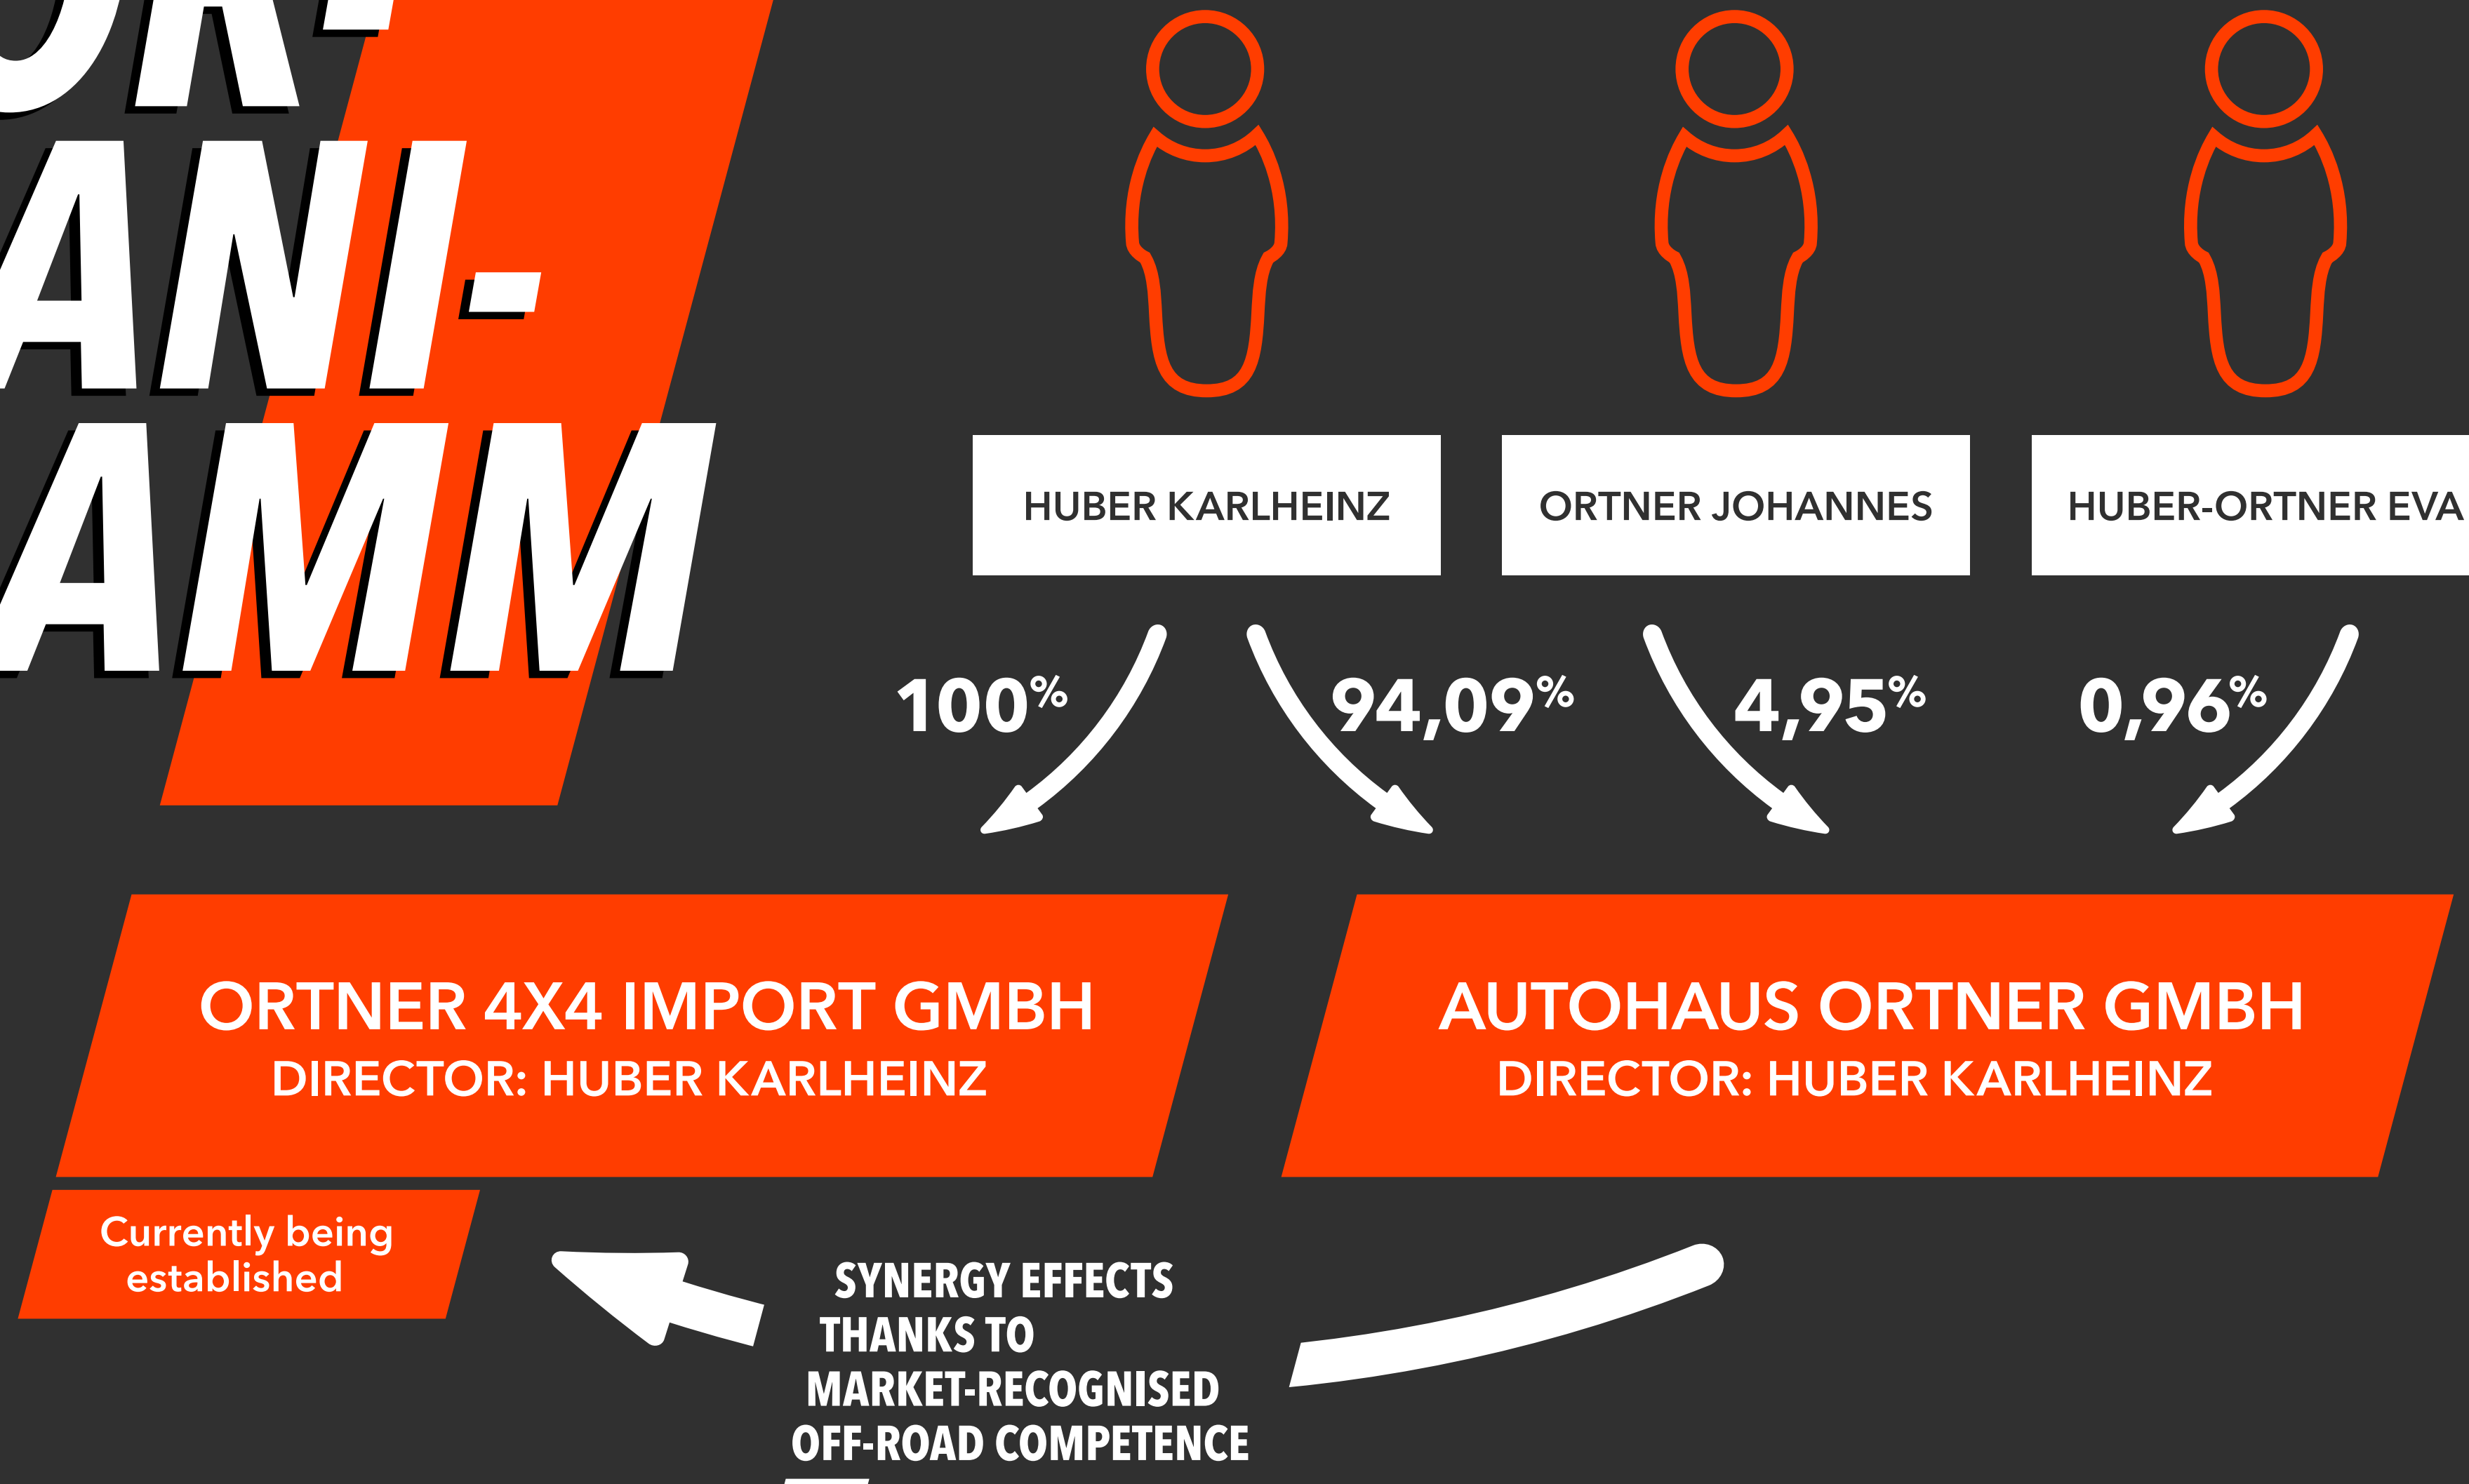 ANI-
AMM
HUBER KARLHEINZ
ORTNER JOHANNES
HUBER-ORTNER EVA
100%
94,09%
4,95%
0,96%
ORTNER 4X4 IMPORT GMBH
DIRECTOR: HUBER KARLHEINZ
AUTOHAUS ORTNER GMBH
DIRECTOR: HUBER KARLHEINZ
Currently being
established
SYNERGY EFFECTS
THANKS TO
MARKET-RECOGNISED
OFF-ROAD COMPETENCE